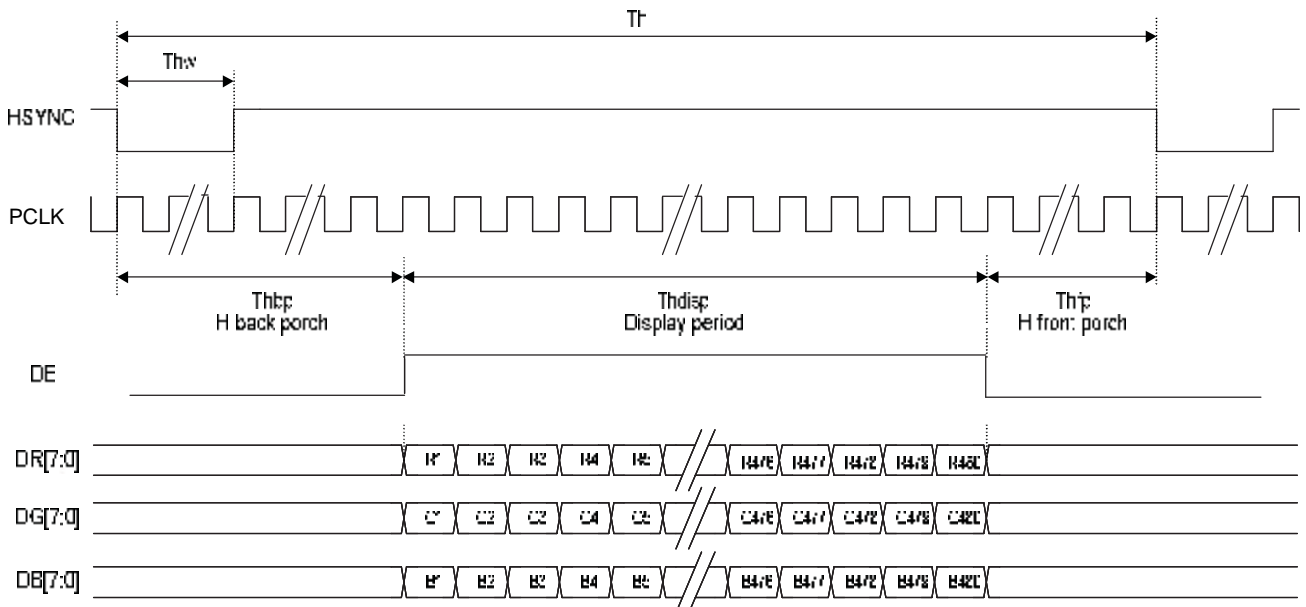 Th
Thw
HSYNC
PCLK
Thbp
H back porch
Thdisp
Display period
Thfp
H front porch
DE
DR[7:0] R1 R2 R3 R4 R5 R476 R477 R478 R479 R480
DG[7:0] G1 G2 G3 G4 G5 G476 G477 G478 G479 G480
DB[7:0] B1 B2 B3 B4 B5 B476 B477 B478 B479 B480